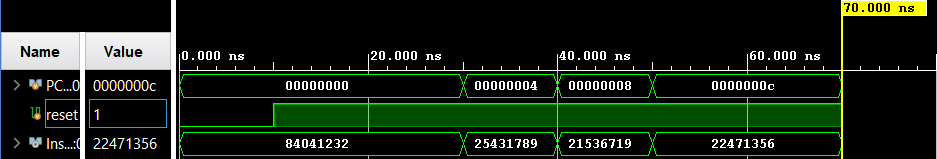 70.000 ns
Name Value 0.000 ns 20.000 ns 40.000 ns 60.000 ns
PC...0 0000000c 00000000 00000004 00000008 0000000c
reset 1
Ins...:0 22471356 84041232 25431789 21536719 22471356